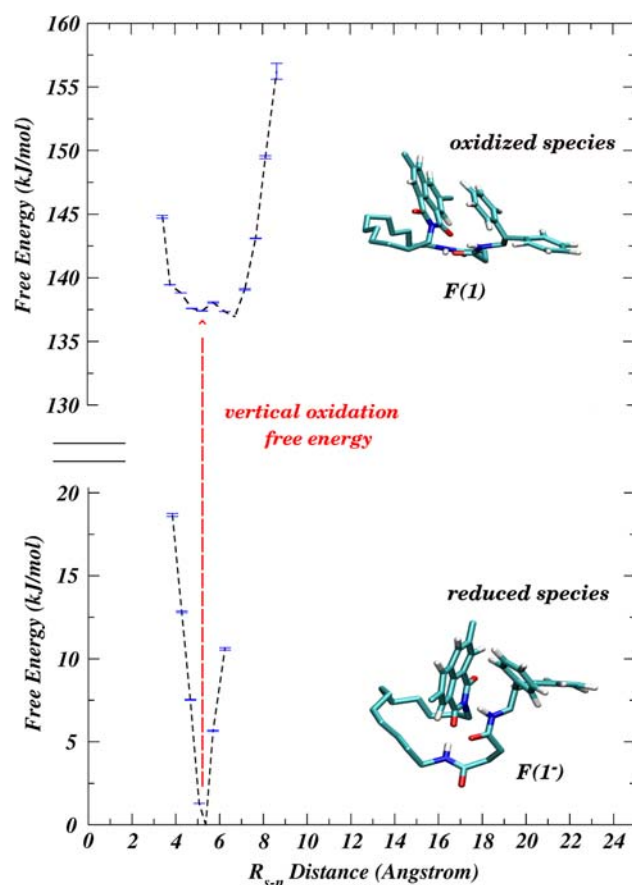 160
155
150
145
140
135
130
Free Energy (kJ/mol)
oxidized species
F(1)
vertical oxidation
free energy
20
15
10
5
0
Free Energy (kJ/mol)
reduced species
F(1⁻)
0 2 4 6 8 10 12 14 16 18 20 22 24
R_{s-n} Distance (Angstrom)